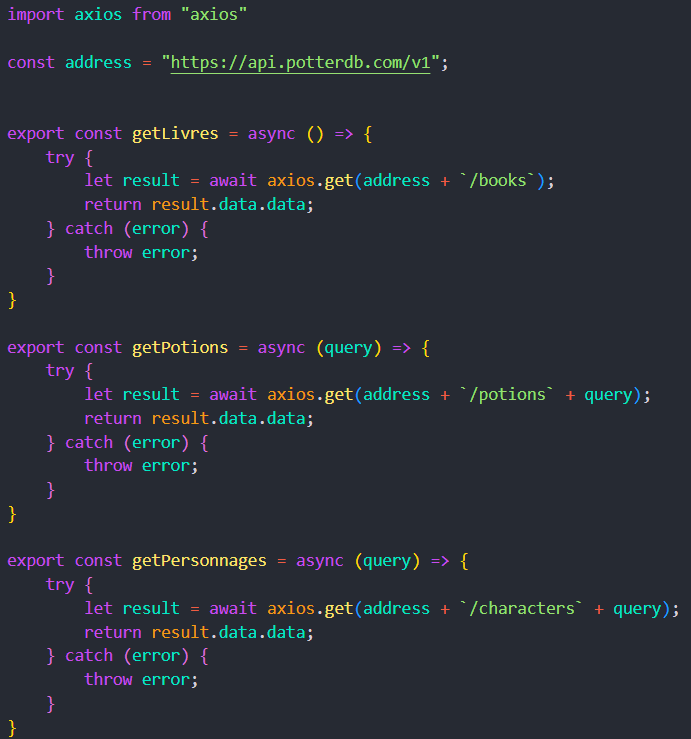 import axios from "axios"
const address = "https://api.potterdb.com/v1";
export const getLivres = async () => {
    try {
        let result = await axios.get(address + `/books`);
        return result.data.data;
    } catch (error) {
        throw error;
    }
}
export const getPotions = async (query) => {
    try {
        let result = await axios.get(address + `/potions` + query);
        return result.data.data;
    } catch (error) {
        throw error;
    }
}
export const getPersonnages = async (query) => {
    try {
        let result = await axios.get(address + `/characters` + query);
        return result.data.data;
    } catch (error) {
        throw error;
    }
}